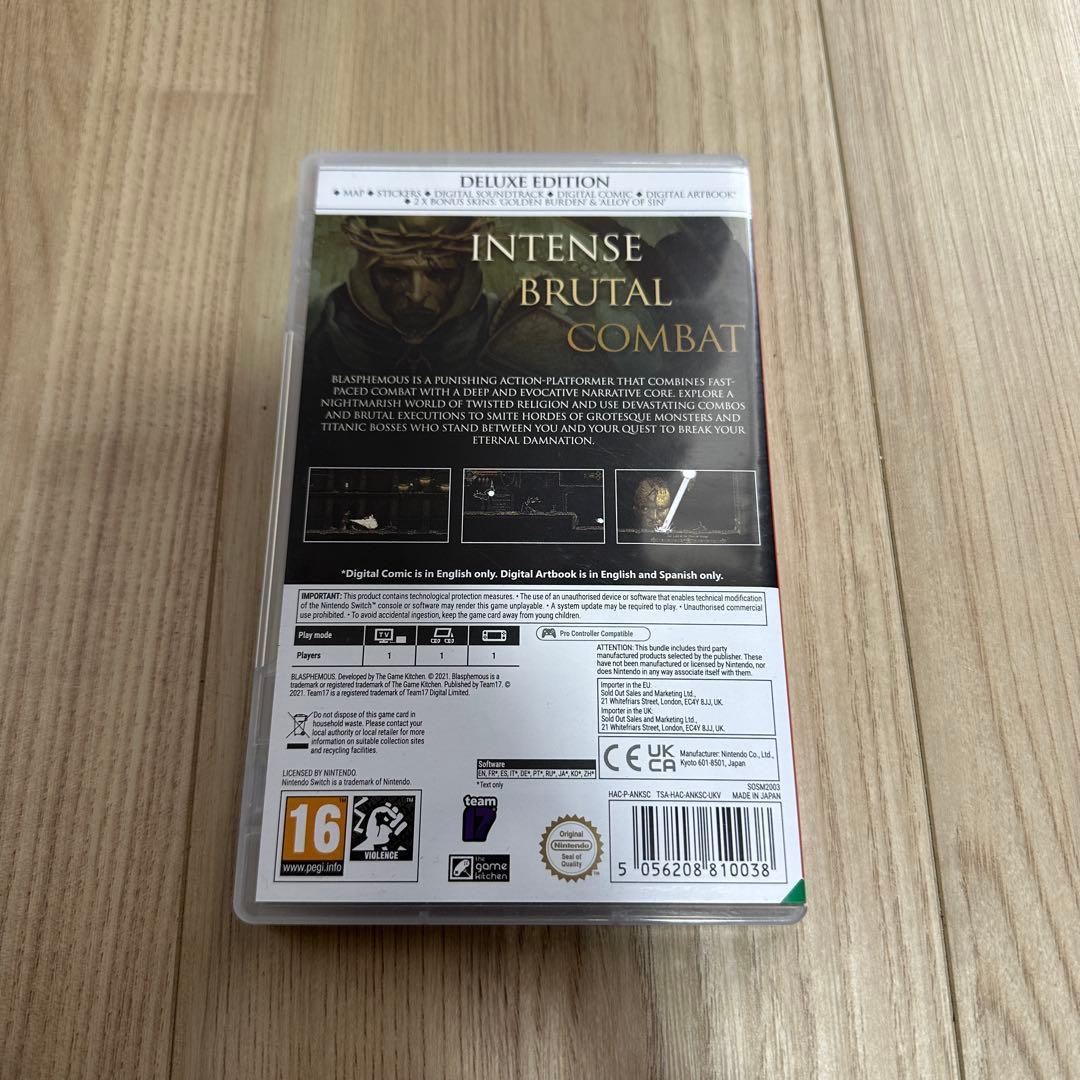 DELUXE EDITION
♠ MAP ♠ STICKERS ♠ DIGITAL SOUNDTRACK ♠ DIGITAL COMIC ♠ DIGITAL ARTBOOK*
♠ 2 X BONUS SKINS: 'GOLDEN BURDEN' & 'ALLOY OF SIN'
INTENSE
BRUTAL
COMBAT
BLASPHEMOUS IS A PUNISHING ACTION-PLATFORMER THAT COMBINES FAST-
PACED COMBAT WITH A DEEP AND EVOCATIVE NARRATIVE CORE. EXPLORE A
NIGHTMARISH WORLD OF TWISTED RELIGION AND USE DEVASTATING COMBOS
AND BRUTAL EXECUTIONS TO SMITE HORDES OF GROTESQUE MONSTERS AND
TITANIC BOSSES WHO STAND BETWEEN YOU AND YOUR QUEST TO BREAK YOUR
ETERNAL DAMNATION.
*Digital Comic is in English only. Digital Artbook is in English and Spanish only.
IMPORTANT: This product contains technological protection measures. • The use of an unauthorised device or software that enables technical modification
of the Nintendo Switch™ console or software may render this game unplayable. • A system update may be required to play. • Unauthorised commercial
use prohibited. • To avoid accidental ingestion, keep the game card away from young children.
Play mode
TV
Players 1 1 1
Pro Controller Compatible
ATTENTION: This bundle includes third party
manufactured products selected by the publisher. These
have not been manufactured or licensed by Nintendo, nor
does Nintendo in any way associate itself with them.
BLASPHEMOUS. Developed by The Game Kitchen. © 2021. Blasphemous is a
trademark or registered trademark of The Game Kitchen. Published by Team17. ©
2021. Team17 is a registered trademark of Team17 Digital Limited.
Importer in the EU:
Sold Out Sales and Marketing Ltd.,
21 Whitefriars Street, London, EC4Y 8JJ, UK.
Importer in the UK:
Sold Out Sales and Marketing Ltd.,
21 Whitefriars Street, London, EC4Y 8JJ, UK.
Do not dispose of this game card in
household waste. Please contact your
local authority or local retailer for more
information on suitable collection sites
and recycling facilities.
CE UK CA
Manufacturer: Nintendo Co., Ltd.,
Kyoto 601-8501, Japan
Software
EN, FR*, ES, IT*, DE*, PT*, RU*, JA*, KO*, ZH*
*Text only
LICENSED BY NINTENDO.
Nintendo Switch is a trademark of Nintendo.
SOSM2003
HAC-P-ANKSC TSA-HAC-ANKSC-UKV MADE IN JAPAN
16
www.pegi.info
VIOLENCE
TM
team
17
the
game
kitchen
Original
Nintendo
Seal of
Quality
TM
5 056208 810038